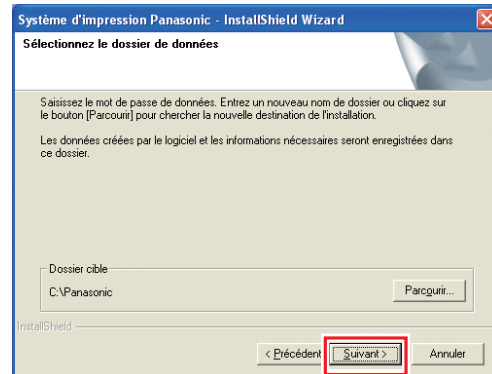 Système d'impression Panasonic - InstallShield Wizard
Sélectionnez le dossier de données
Saisissez le mot de passe de données. Entrez un nouveau nom de dossier ou cliquez sur
le bouton [Parcourir] pour chercher la nouvelle destination de l'installation.
Les données créées par le logiciel et les informations nécessaires seront enregistrées dans
ce dossier.
Dossier cible
C:\Panasonic
Parcourir...
InstallShield
< Précédent
Suivant >
Annuler